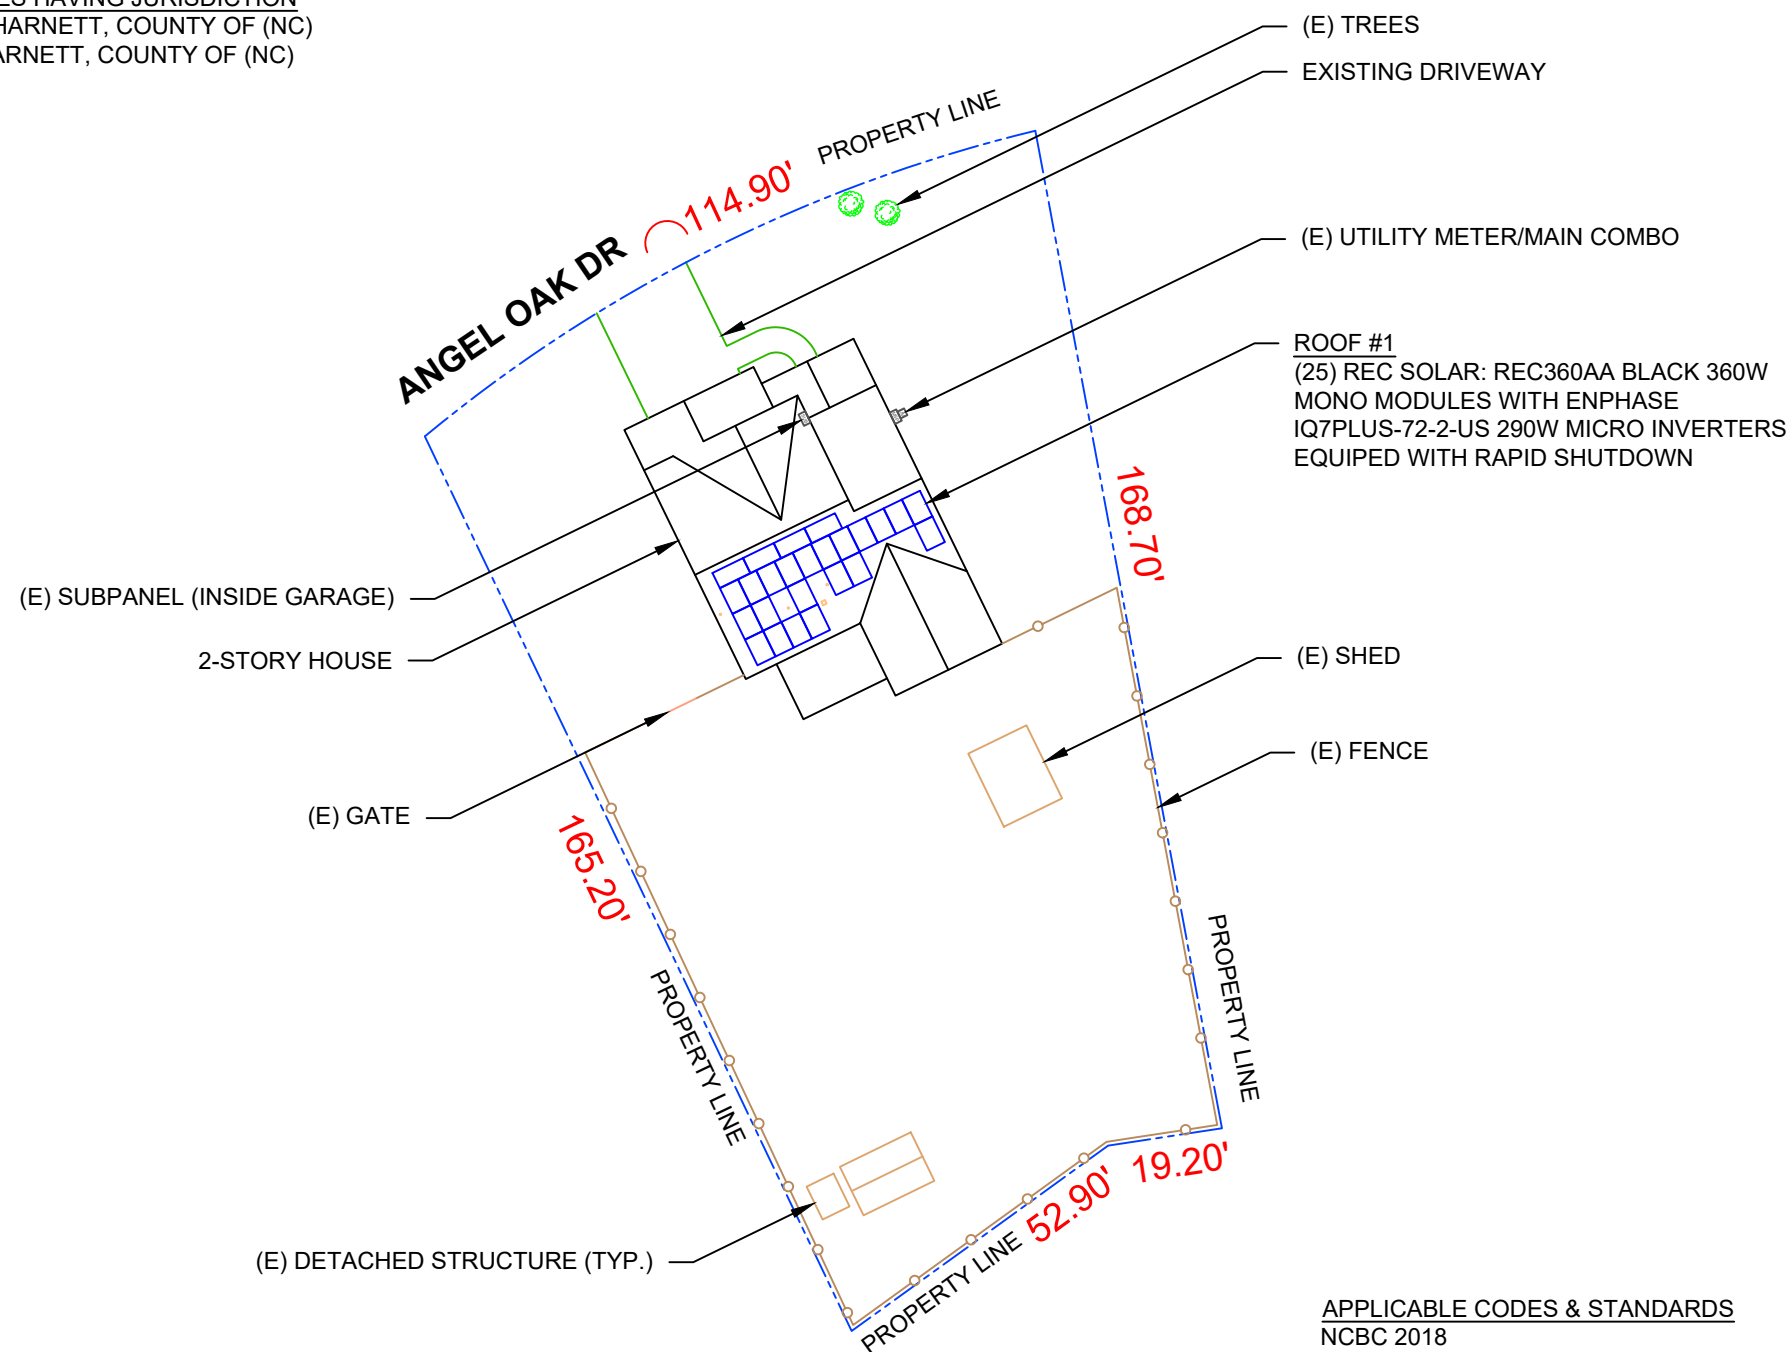 HAVING JURISDICTION
HARNETT, COUNTY OF (NC)
COUNTY OF (NC)
(E) TREES
EXISTING DRIVEWAY
PROPERTY LINE
114.90'
ANGEL OAK DR
(E) UTILITY METER/MAIN COMBO
ROOF #1
(25) REC SOLAR: REC360AA BLACK 360W
MONO MODULES WITH ENPHASE
IQ7PLUS-72-2-US 290W MICRO INVERTERS
EQUIPED WITH RAPID SHUTDOWN
168.70'
(E) SUBPANEL (INSIDE GARAGE)
2-STORY HOUSE
(E) SHED
(E) FENCE
(E) GATE
165.20'
PROPERTY LINE
PROPERTY LINE
19.20'
52.90'
PROPERTY LINE
(E) DETACHED STRUCTURE (TYP.)
APPLICABLE CODES & STANDARDS
NCBC 2018